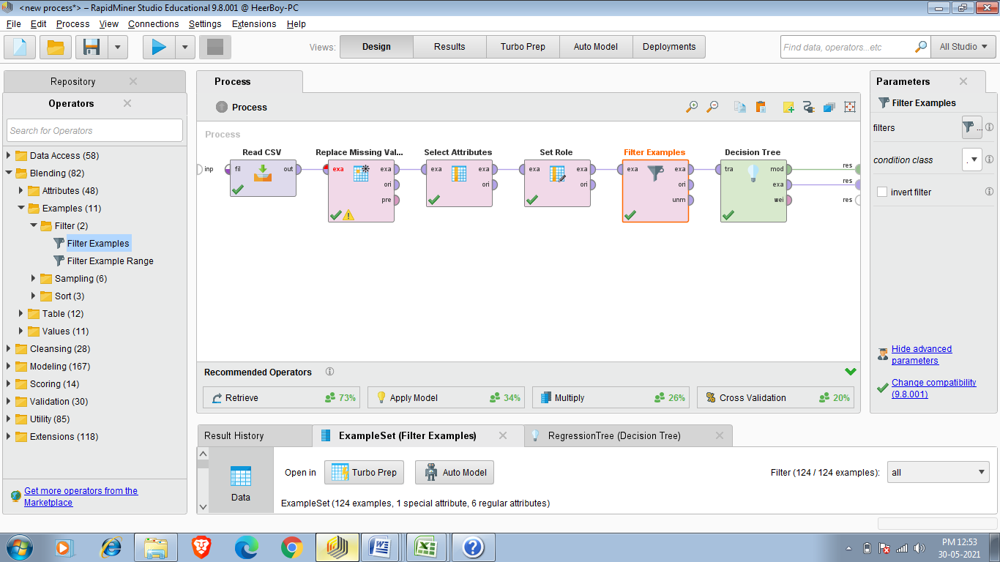 <new process*> – RapidMiner Studio Educational 9.8.001 @ HeerBoy-PC
File Edit Process View Connections Settings Extensions Help
Views: Design Results Turbo Prep Auto Model Deployments Find data, operators...etc All Studio
Repository
Operators
Search for Operators
Data Access (58)
Blending (82)
Attributes (48)
Examples (11)
Filter (2)
Filter Examples
Filter Example Range
Sampling (6)
Sort (3)
Table (12)
Values (11)
Cleansing (28)
Modeling (167)
Scoring (14)
Validation (30)
Utility (85)
Extensions (118)
Get more operators from the
Marketplace
Process
Process
Process
Read CSV Replace Missing Val... Select Attributes Set Role Filter Examples Decision Tree
inp fil out exa exa exa exa exa exa exa exa tra mod res
ori ori ori ori exa res
pre unm wei res
Recommended Operators
Retrieve 73% Apply Model 34% Multiply 26% Cross Validation 20%
Parameters
Filter Examples
filters ...
condition class .
invert filter
Hide advanced
parameters
Change compatibility
(9.8.001)
Result History ExampleSet (Filter Examples) RegressionTree (Decision Tree)
Data
Open in Turbo Prep Auto Model Filter (124 / 124 examples): all
ExampleSet (124 examples, 1 special attribute, 6 regular attributes)
PM 12:53
30-05-2021